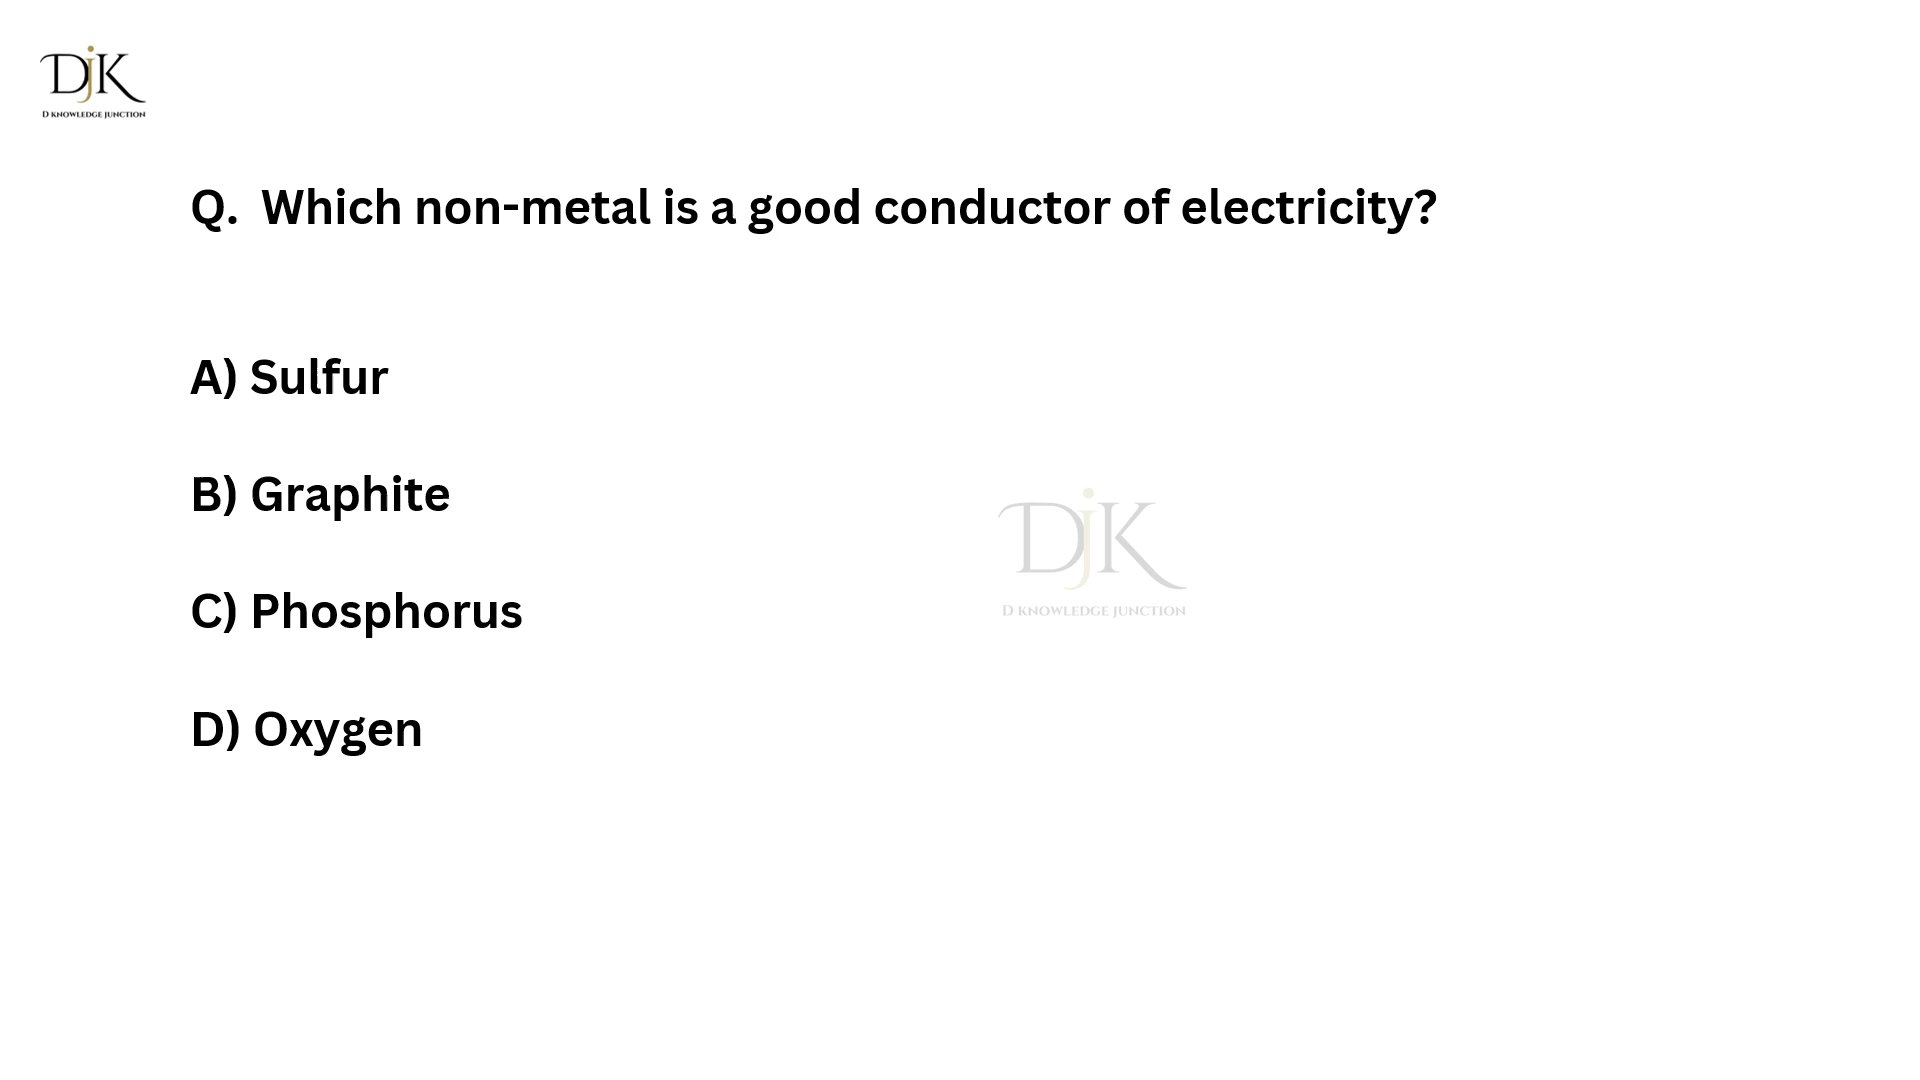 DjK
D KNOWLEDGE JUNCTION
Q. Which non-metal is a good conductor of electricity?
A) Sulfur
B) Graphite
DjK
D KNOWLEDGE JUNCTION
C) Phosphorus
D) Oxygen